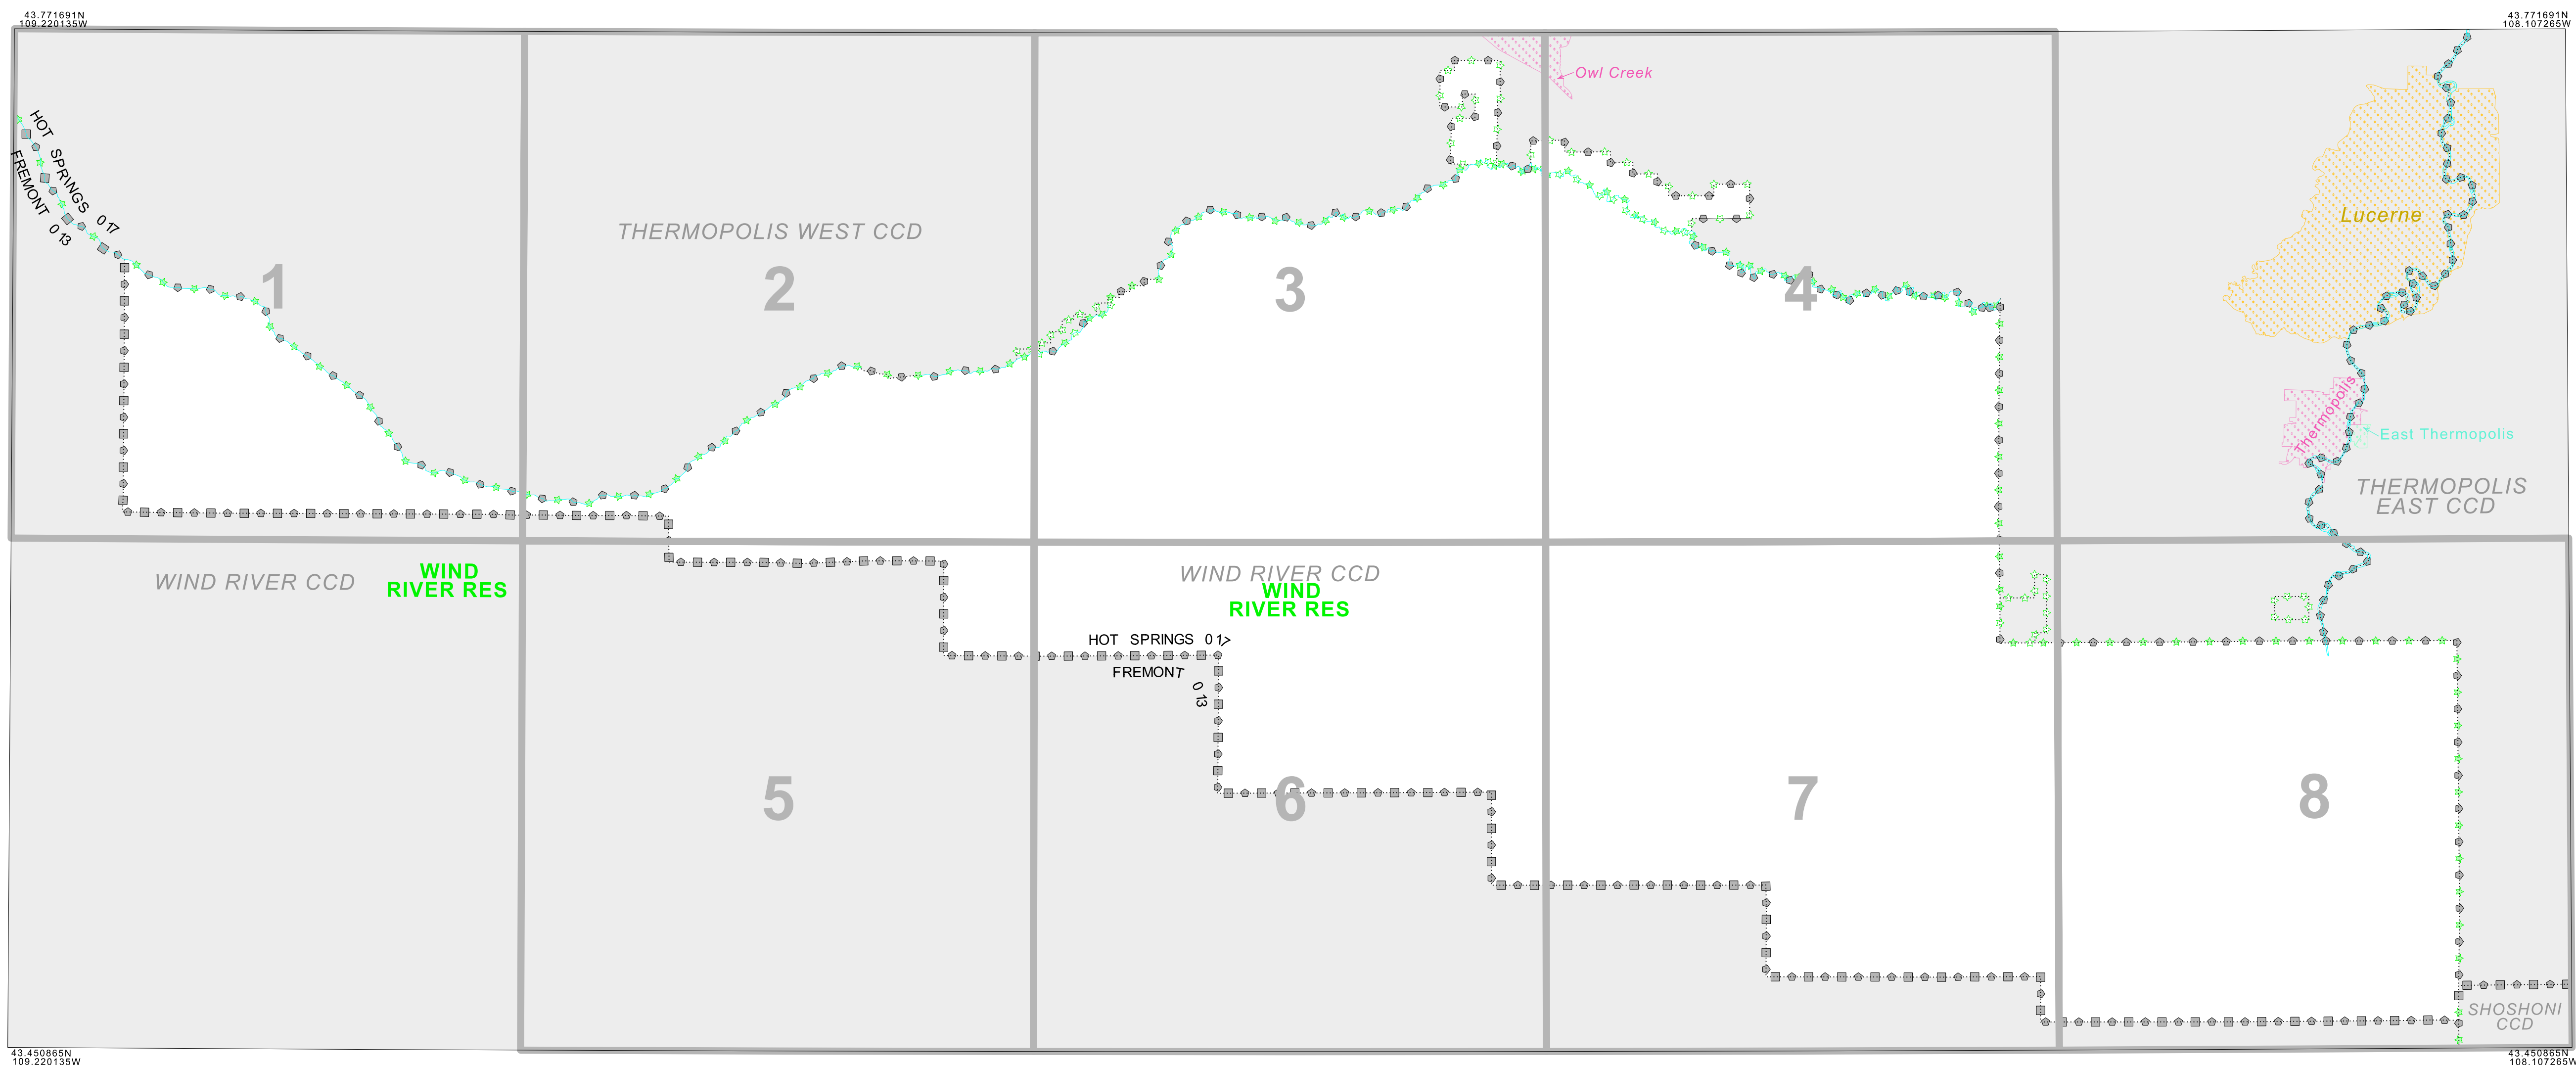 43.771691N
109.220135W
43.771691N
108.107265W
Owl Creek
HOT SPRINGS 017
FREMONT 013
Lucerne
THERMOPOLIS WEST CCD
1
2
3
4
Thermopolis
East Thermopolis
THERMOPOLIS
EAST CCD
WIND RIVER CCD
WIND
RIVER RES
WIND RIVER CCD
WIND
RIVER RES
HOT SPRINGS 017
FREMONT 013
5
6
7
8
SHOSHONI
CCD
43.450865N
109.220135W
43.450865N
108.107265W